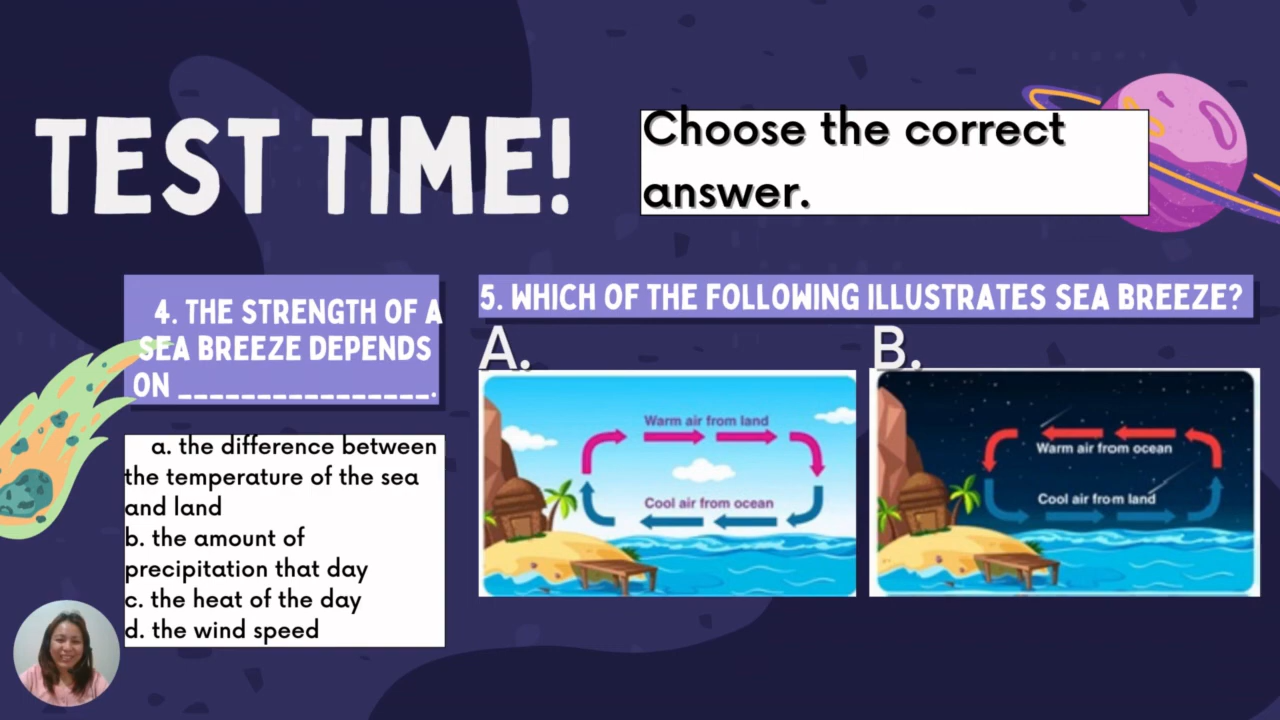 TEST TIME!
Choose the correct
answer.
4. THE STRENGTH OF A
SEA BREEZE DEPENDS
ON ________________.
a. the difference between
the temperature of the sea
and land
b. the amount of
precipitation that day
c. the heat of the day
d. the wind speed
5. WHICH OF THE FOLLOWING ILLUSTRATES SEA BREEZE?
A.
Warm air from land
Cool air from ocean
B.
Warm air from ocean
Cool air from land